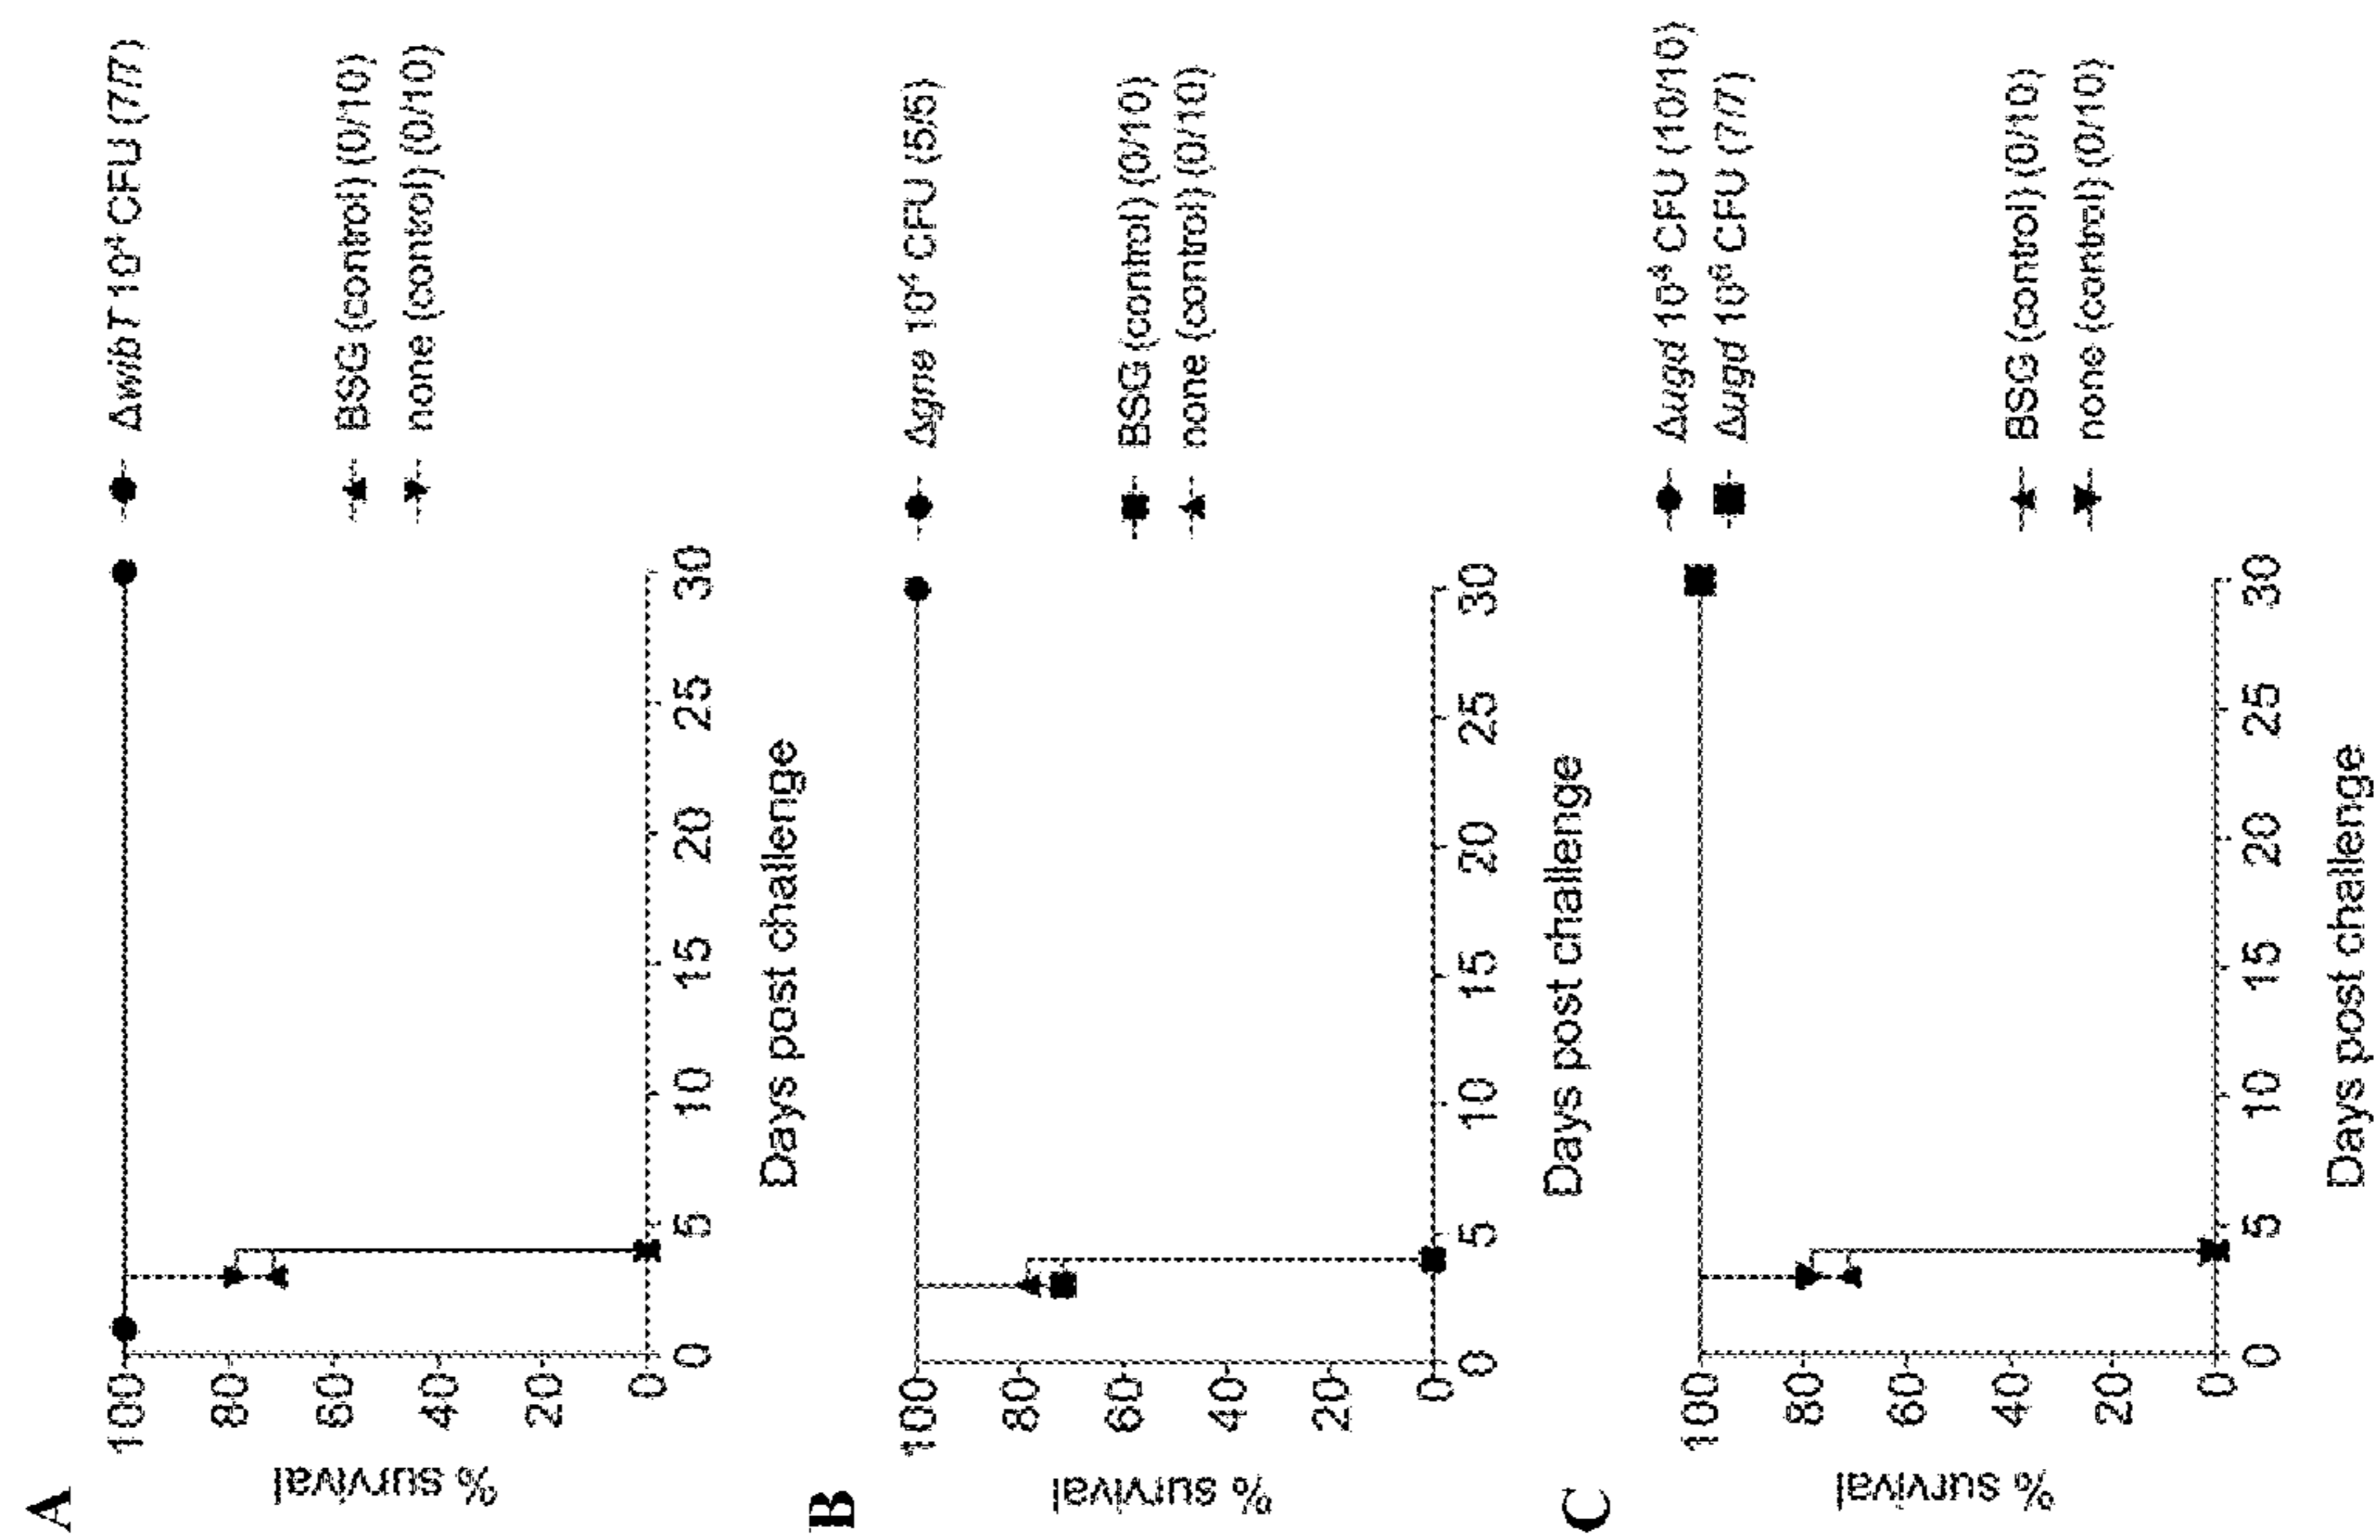 A
% survival
100
80
60
40
20
0
0 5 10 15 20 25 30
Days post challenge
ΔwibT 10⁴ CFU (7/7)
BSG (control) (0/10)
none (control) (0/10)
B
% survival
100
80
60
40
20
0
0 5 10 15 20 25 30
Days post challenge
Δgne 10⁴ CFU (5/5)
BSG (control) (0/10)
none (control) (0/10)
C
% survival
100
80
60
40
20
0
0 5 10 15 20 25 30
Days post challenge
Δugd 10⁴ CFU (10/10)
Δugd CFU (7/7)
BSG (control) (0/10)
none (control) (0/10)